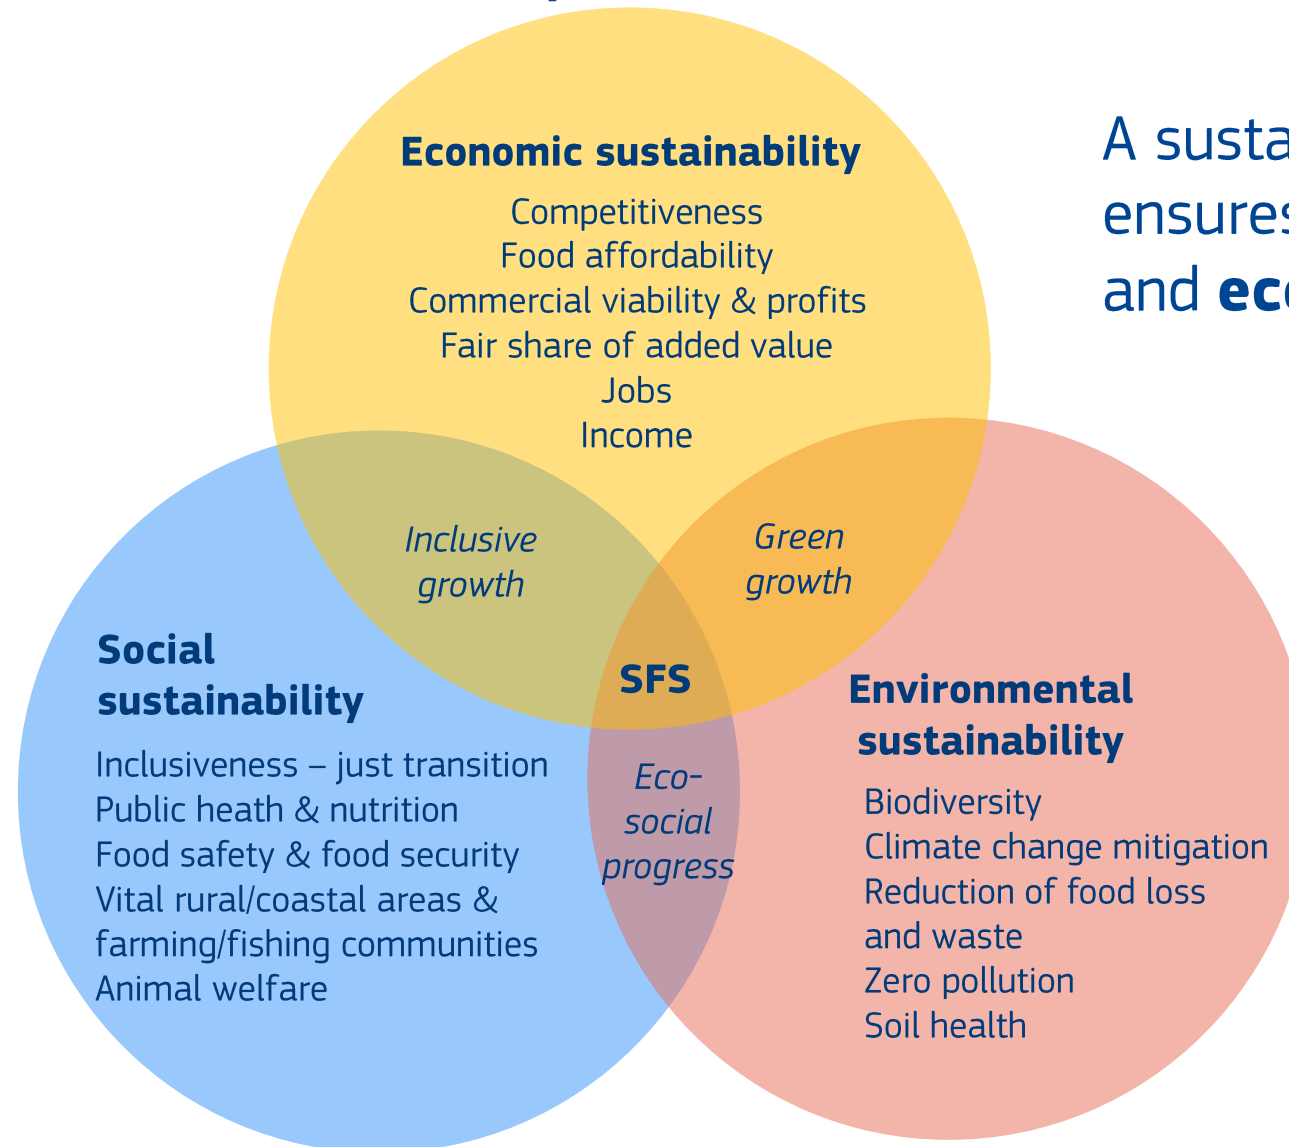 Economic sustainability
Competitiveness
Food affordability
Commercial viability & profits
Fair share of added value
Jobs
Income
A susta
ensures
and ec
Inclusive
growth
Green
growth
SFS
Eco-
social
progress
Social
sustainability
Inclusiveness – just transition
Public heath & nutrition
Food safety & food security
Vital rural/coastal areas &
farming/fishing communities
Animal welfare
Environmental
sustainability
Biodiversity
Climate change mitigation
Reduction of food loss
and waste
Zero pollution
Soil health